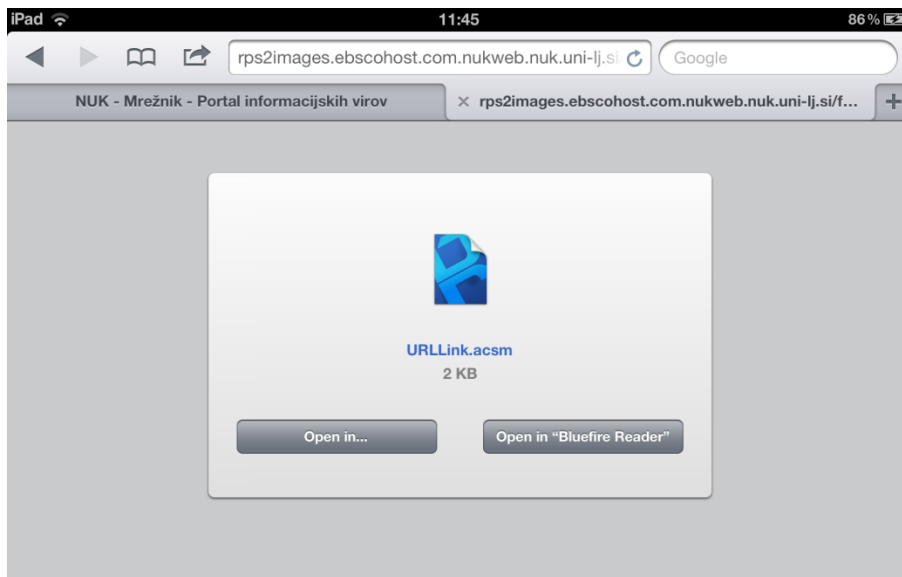 iPad 11:45 86%
rps2images.ebscohost.com.nukweb.nuk.uni-lj.si Google
NUK - Mrežnik - Portal informacijskih virov rps2images.ebscohost.com.nukweb.nuk.uni-lj.si/f...
URLLink.acsm
2 KB
Open in... Open in “Bluefire Reader”